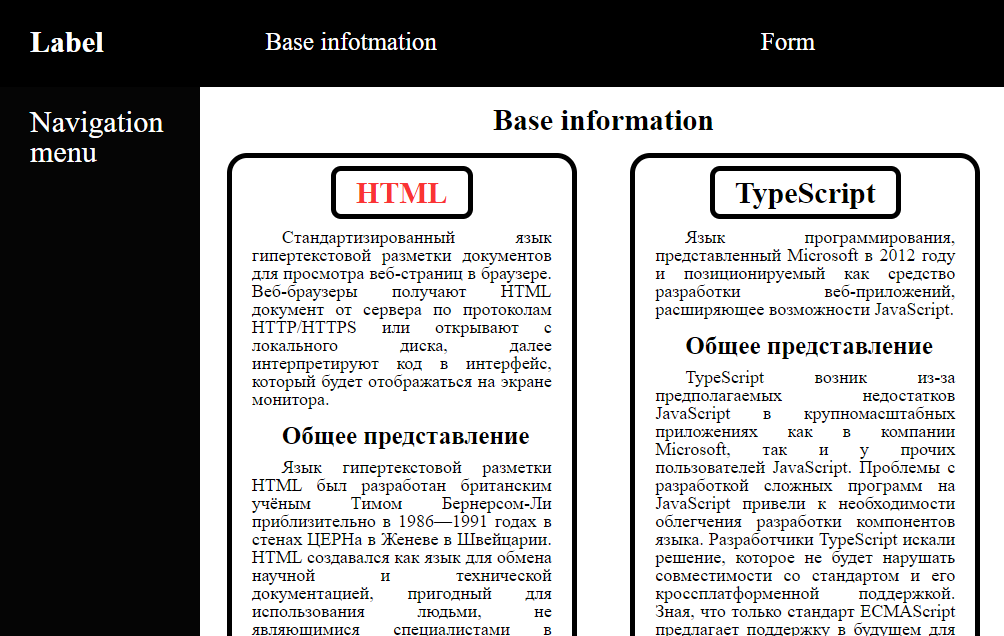 Label
Base infotmation
Form
Navigation
menu
Base information
HTML
Стандартизированный язык
гипертекстовой разметки документов
для просмотра веб-страниц в браузере.
Веб-браузеры получают HTML
документ от сервера по протоколам
HTTP/HTTPS или открывают с
локального диска, далее
интерпретируют код в интерфейс,
который будет отображаться на экране
монитора.
Общее представление
Язык гипертекстовой разметки
HTML был разработан британским
учёным Тимом Бернерсом-Ли
приблизительно в 1986—1991 годах в
стенах ЦЕРНа в Женеве в Швейцарии.
HTML создавался как язык для обмена
научной и технической
документацией, пригодный для
использования людьми, не
являющимися специалистами в
TypeScript
Язык программирования,
представленный Microsoft в 2012 году
и позиционируемый как средство
разработки веб-приложений,
расширяющее возможности JavaScript.
Общее представление
TypeScript возник из-за
предполагаемых недостатков
JavaScript в крупномасштабных
приложениях как в компании
Microsoft, так и у прочих
пользователей JavaScript. Проблемы с
разработкой сложных программ на
JavaScript привели к необходимости
облегчения разработки компонентов
языка. Разработчики TypeScript искали
решение, которое не будет нарушать
совместимости со стандартом и его
кроссплатформенной поддержкой.
Зная, что только стандарт ECMAScript
предлагает поддержку в будущем для